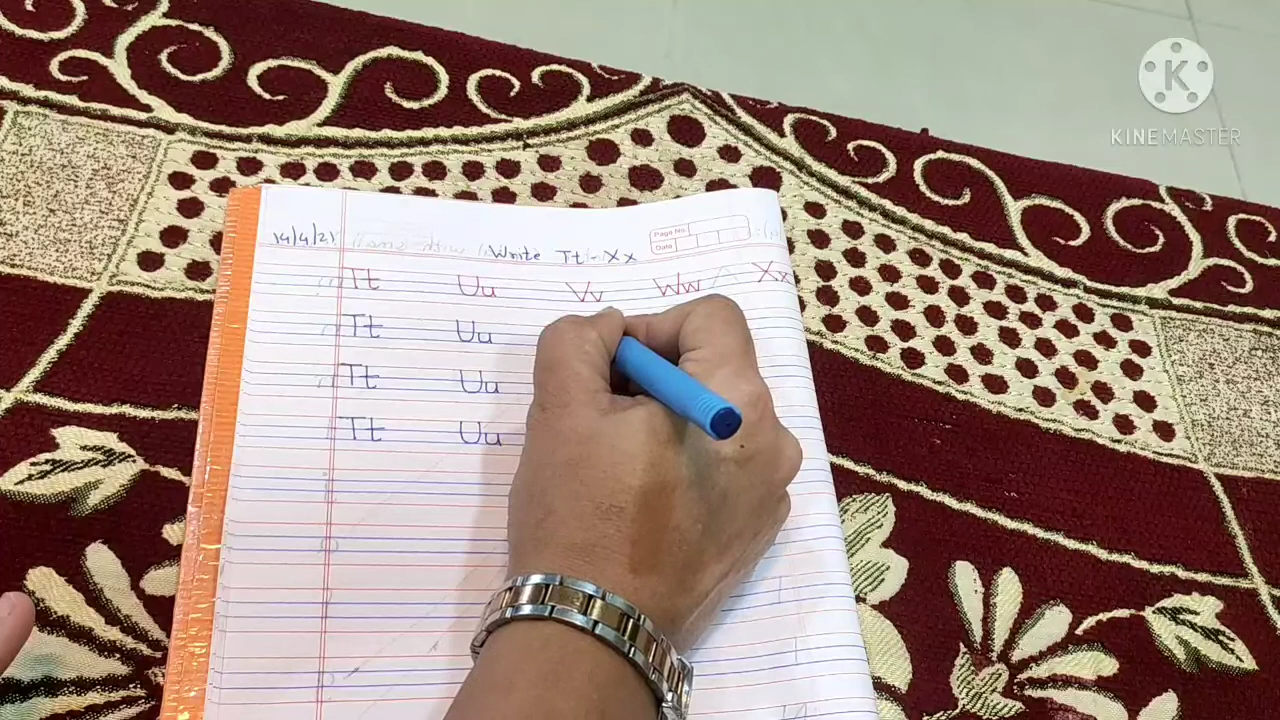 KINEMASTER
Page No.
Date
14/4/21 Write Tt to Xx
Tt Uu Vv Ww Xx
Tt Uu
Tt Uu
Tt Uu